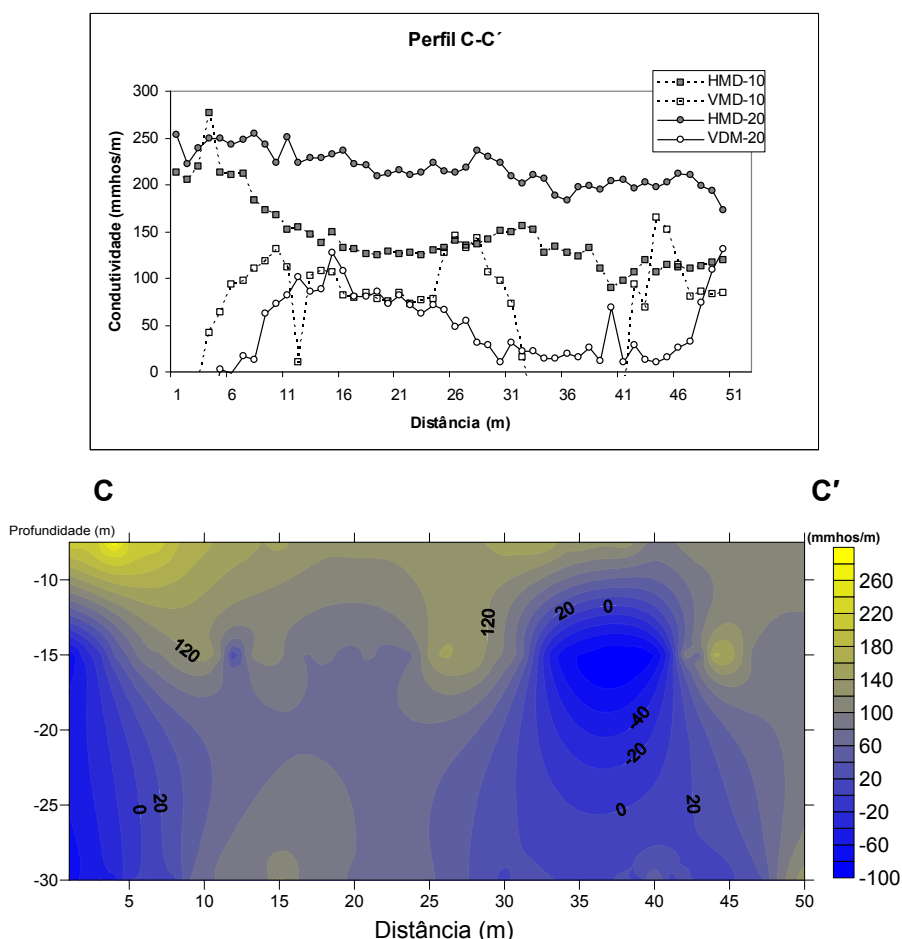 Perfil C-C´
HMD-10
VMD-10
HMD-20
VDM-20
Condutividade (mmhos/m)
300
250
200
150
100
50
0
1 6 11 16 21 26 31 36 41 46 51
Distância (m)
C C'
Profundidade (m) (mmhos/m)
-10
-15
-20
-25
-30
120
120
20
0
-40
-20
0
0
20
20
260
220
180
140
100
60
20
-20
-60
-100
5 10 15 20 25 30 35 40 45 50
Distância (m)